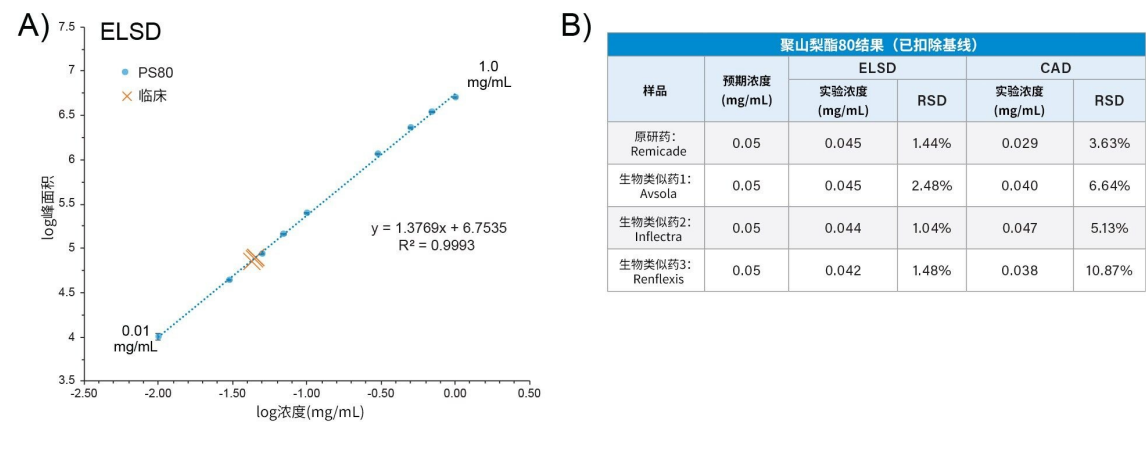 A)
ELSD
PS80
临床
7.5
7
6.5
6
5.5
5
4.5
4
3.5
log峰面积
1.0
mg/mL
y = 1.3769x + 6.7535
R² = 0.9993
0.01
mg/mL
-2.50 -2.00 -1.50 -1.00 -0.50 0.00 0.50
log浓度(mg/mL)
B)
聚山梨酯80结果（已扣除基线）
样品 预期浓度 (mg/mL) ELSD CAD
实验浓度 (mg/mL) RSD 实验浓度 (mg/mL) RSD
原研药：
Remicade 0.05 0.045 1.44% 0.029 3.63%
生物类似药1：
Avsola 0.05 0.045 2.48% 0.040 6.64%
生物类似药2：
Inflectra 0.05 0.044 1.04% 0.047 5.13%
生物类似药3：
Renflexis 0.05 0.042 1.48% 0.038 10.87%